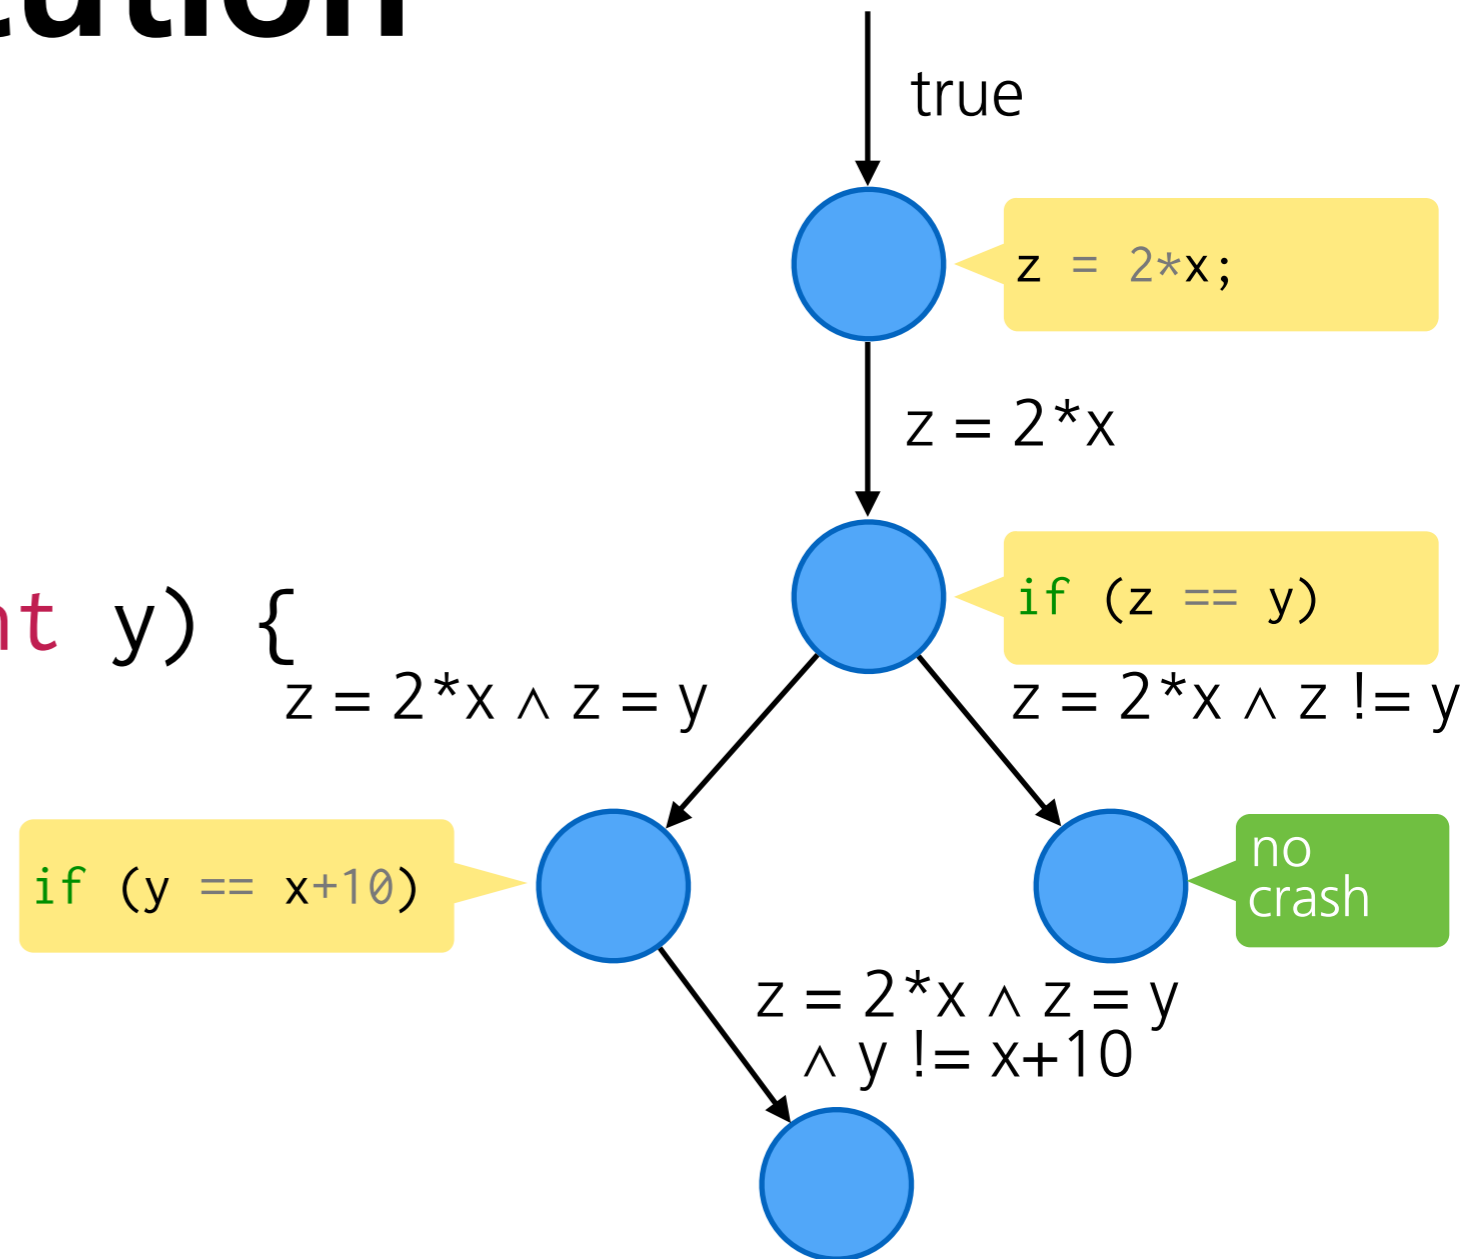 true
z = 2*x;
z = 2*x
if (z == y)
y) {
z = 2*x ∧ z = y
z = 2*x ∧ z != y
if (y == x+10)
no
crash
z = 2*x ∧ z = y
∧ y != x+10